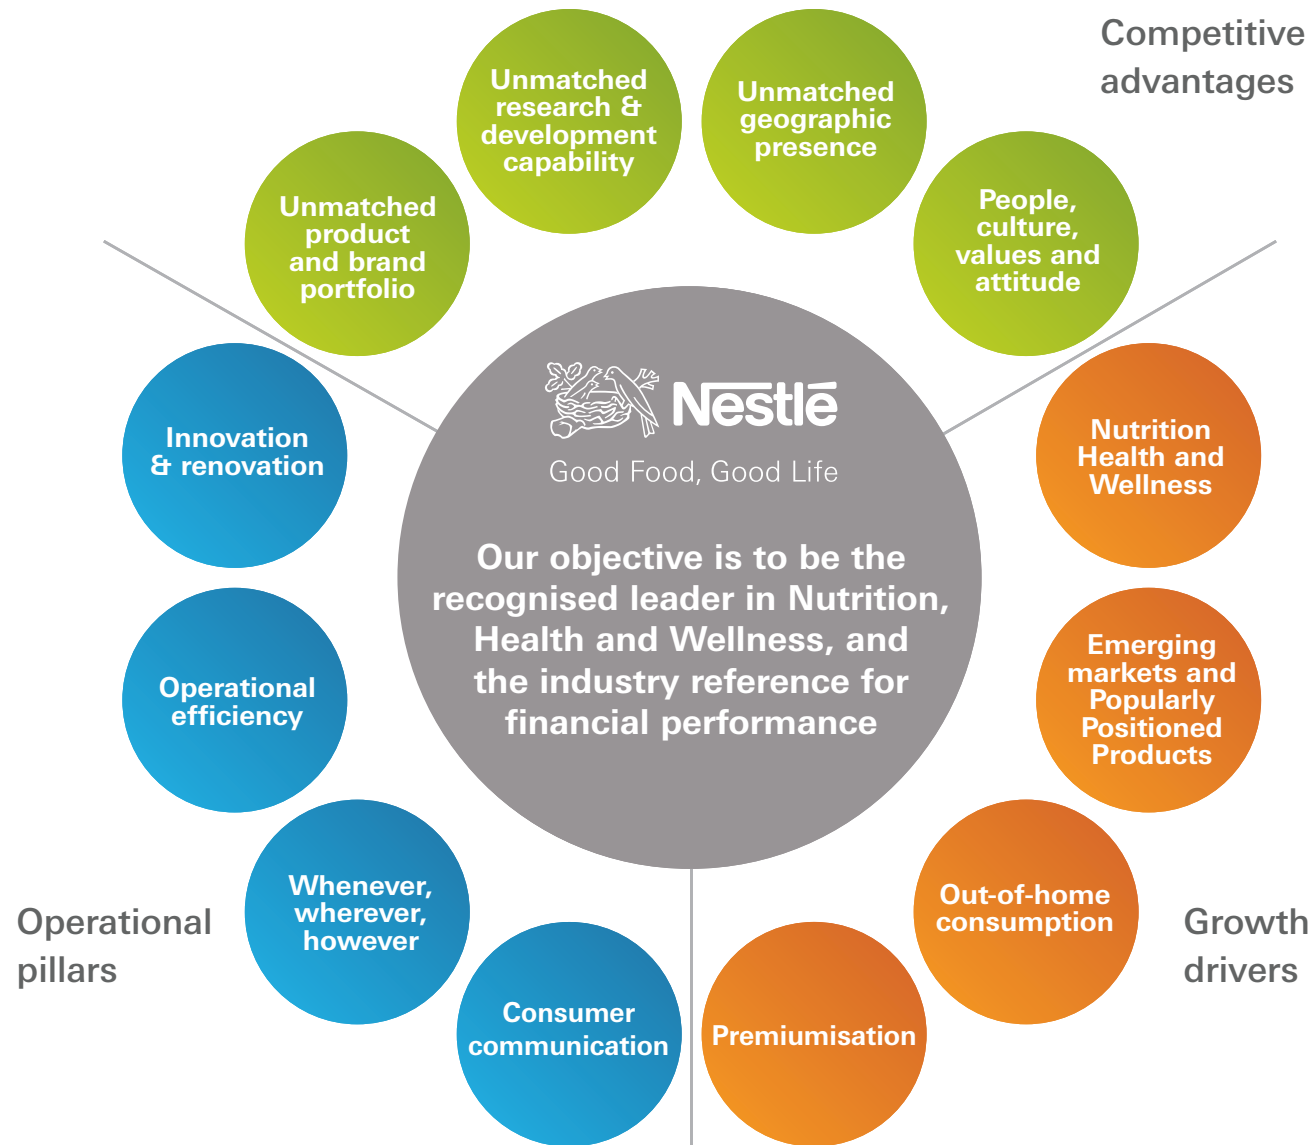 Competitive
advantages
Unmatched
product
and brand
portfolio
Unmatched
research &
development
capability
Unmatched
geographic
presence
People,
culture,
values and
attitude
Nestlé
Good Food, Good Life
Our objective is to be the
recognised leader in Nutrition,
Health and Wellness, and
the industry reference for
financial performance
Nutrition
Health and
Wellness
Emerging
markets and
Popularly
Positioned
Products
Out-of-home
consumption
Premiumisation
Growth
drivers
Innovation
& renovation
Operational
efficiency
Whenever,
wherever,
however
Consumer
communication
Operational
pillars